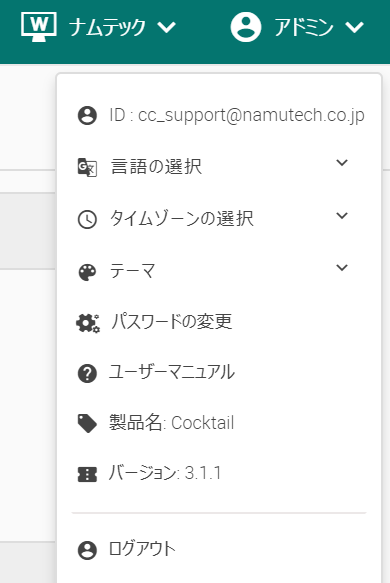 W ナムテック アドミン
ID : cc_support@namutech.co.jp
言語の選択
タイムゾーンの選択
テーマ
パスワードの変更
ユーザーマニュアル
製品名: Cocktail
バージョン: 3.1.1
ログアウト